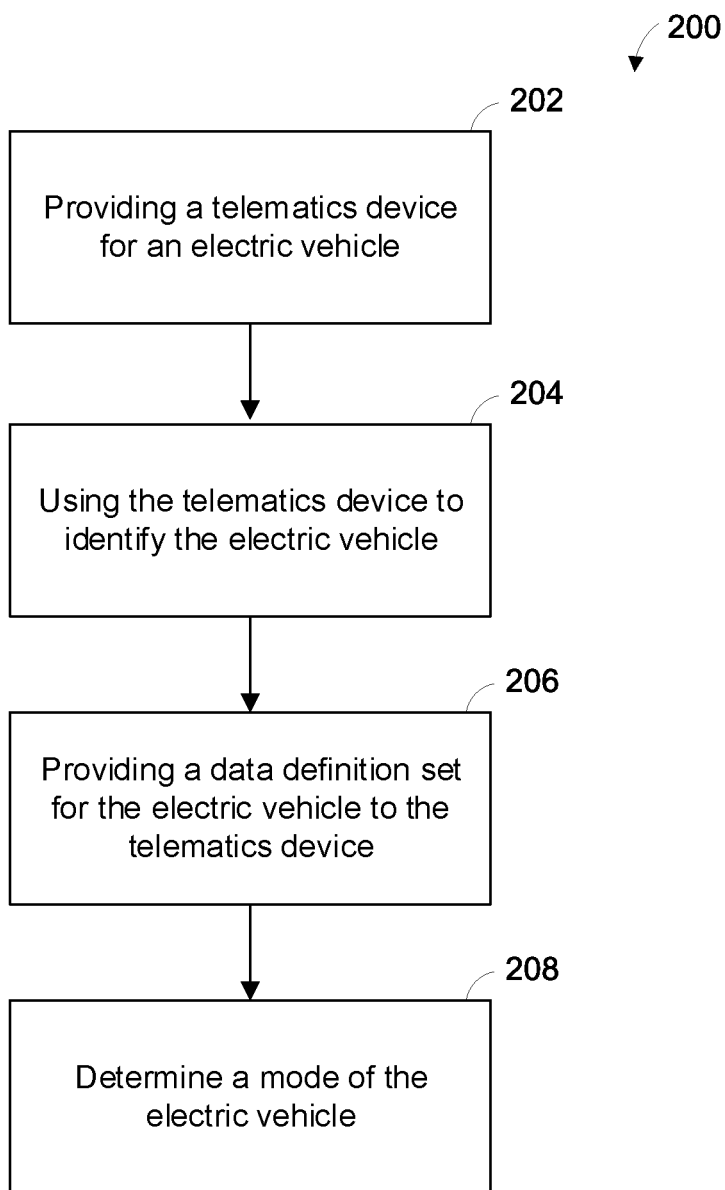 200
202
Providing a telematics device
for an electric vehicle
204
Using the telematics device to
identify the electric vehicle
206
Providing a data definition set
for the electric vehicle to the
telematics device
208
Determine a mode of the
electric vehicle